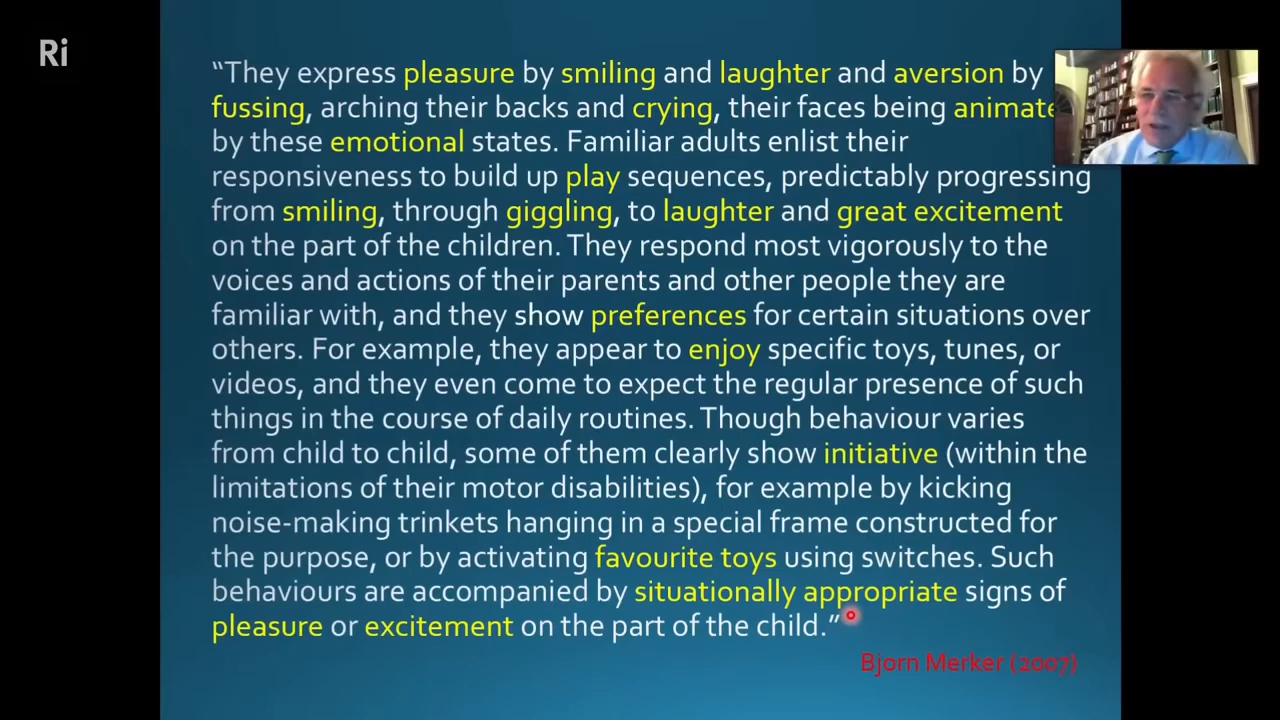 Ri
“They express pleasure by smiling and laughter and aversion by
fussing, arching their backs and crying, their faces being animate
by these emotional states. Familiar adults enlist their
responsiveness to build up play sequences, predictably progressing
from smiling, through giggling, to laughter and great excitement
on the part of the children. They respond most vigorously to the
voices and actions of their parents and other people they are
familiar with, and they show preferences for certain situations over
others. For example, they appear to enjoy specific toys, tunes, or
videos, and they even come to expect the regular presence of such
things in the course of daily routines. Though behaviour varies
from child to child, some of them clearly show initiative (within the
limitations of their motor disabilities), for example by kicking
noise-making trinkets hanging in a special frame constructed for
the purpose, or by activating favourite toys using switches. Such
behaviours are accompanied by situationally appropriate signs of
pleasure or excitement on the part of the child.”
Bjorn Merker (2007)